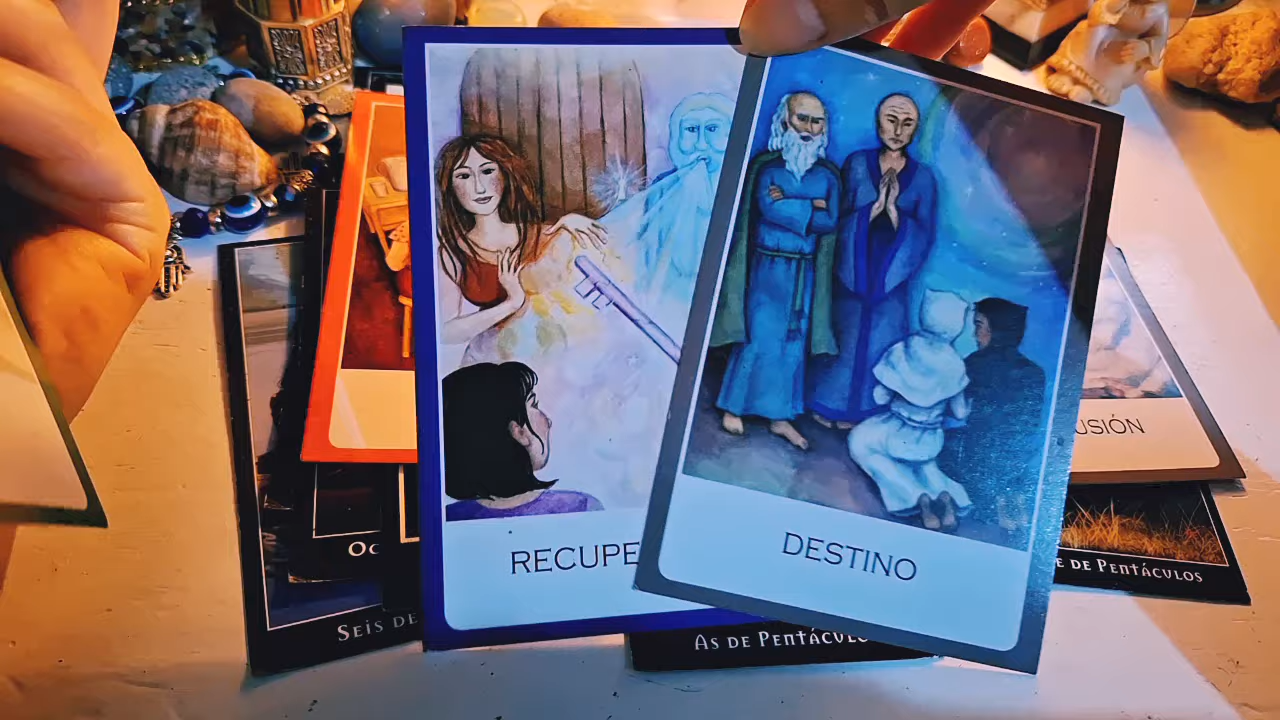 RECUPE
DESTINO
USIÓN
OC
SEIS DE
AS DE PENTÁCULO
E DE PENTÁCULOS